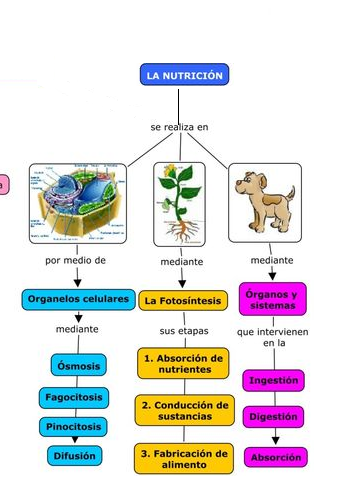 LA NUTRICIÓN
se realiza en
a
por medio de
mediante
mediante
Organelos celulares
La Fotosíntesis
Órganos y
sistemas
mediante
sus etapas
que intervienen
en la
Ósmosis
Fagocitosis
Pinocitosis
Difusión
1. Absorción de
nutrientes
2. Conducción de
sustancias
3. Fabricación de
alimento
Ingestión
Digestión
Absorción